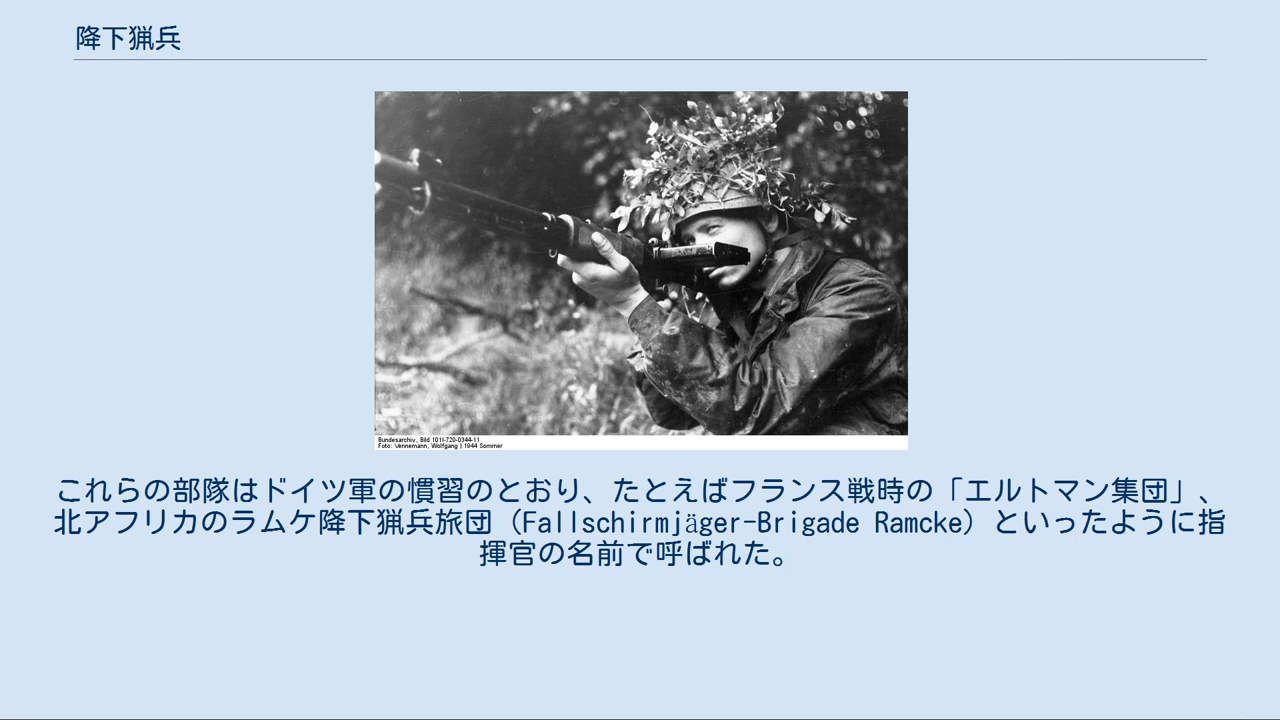 降下猟兵
Bundesarchiv, Bild 101I-720-0344-11
Foto: Vennemann, Wolfgang | 1944 Sommer
これらの部隊はドイツ軍の慣習のとおり、たとえばフランス戦時の「エルトマン集団」、
北アフリカのラムケ降下猟兵旅団（Fallschirmjäger-Brigade Ramcke）といったように指
揮官の名前で呼ばれた。